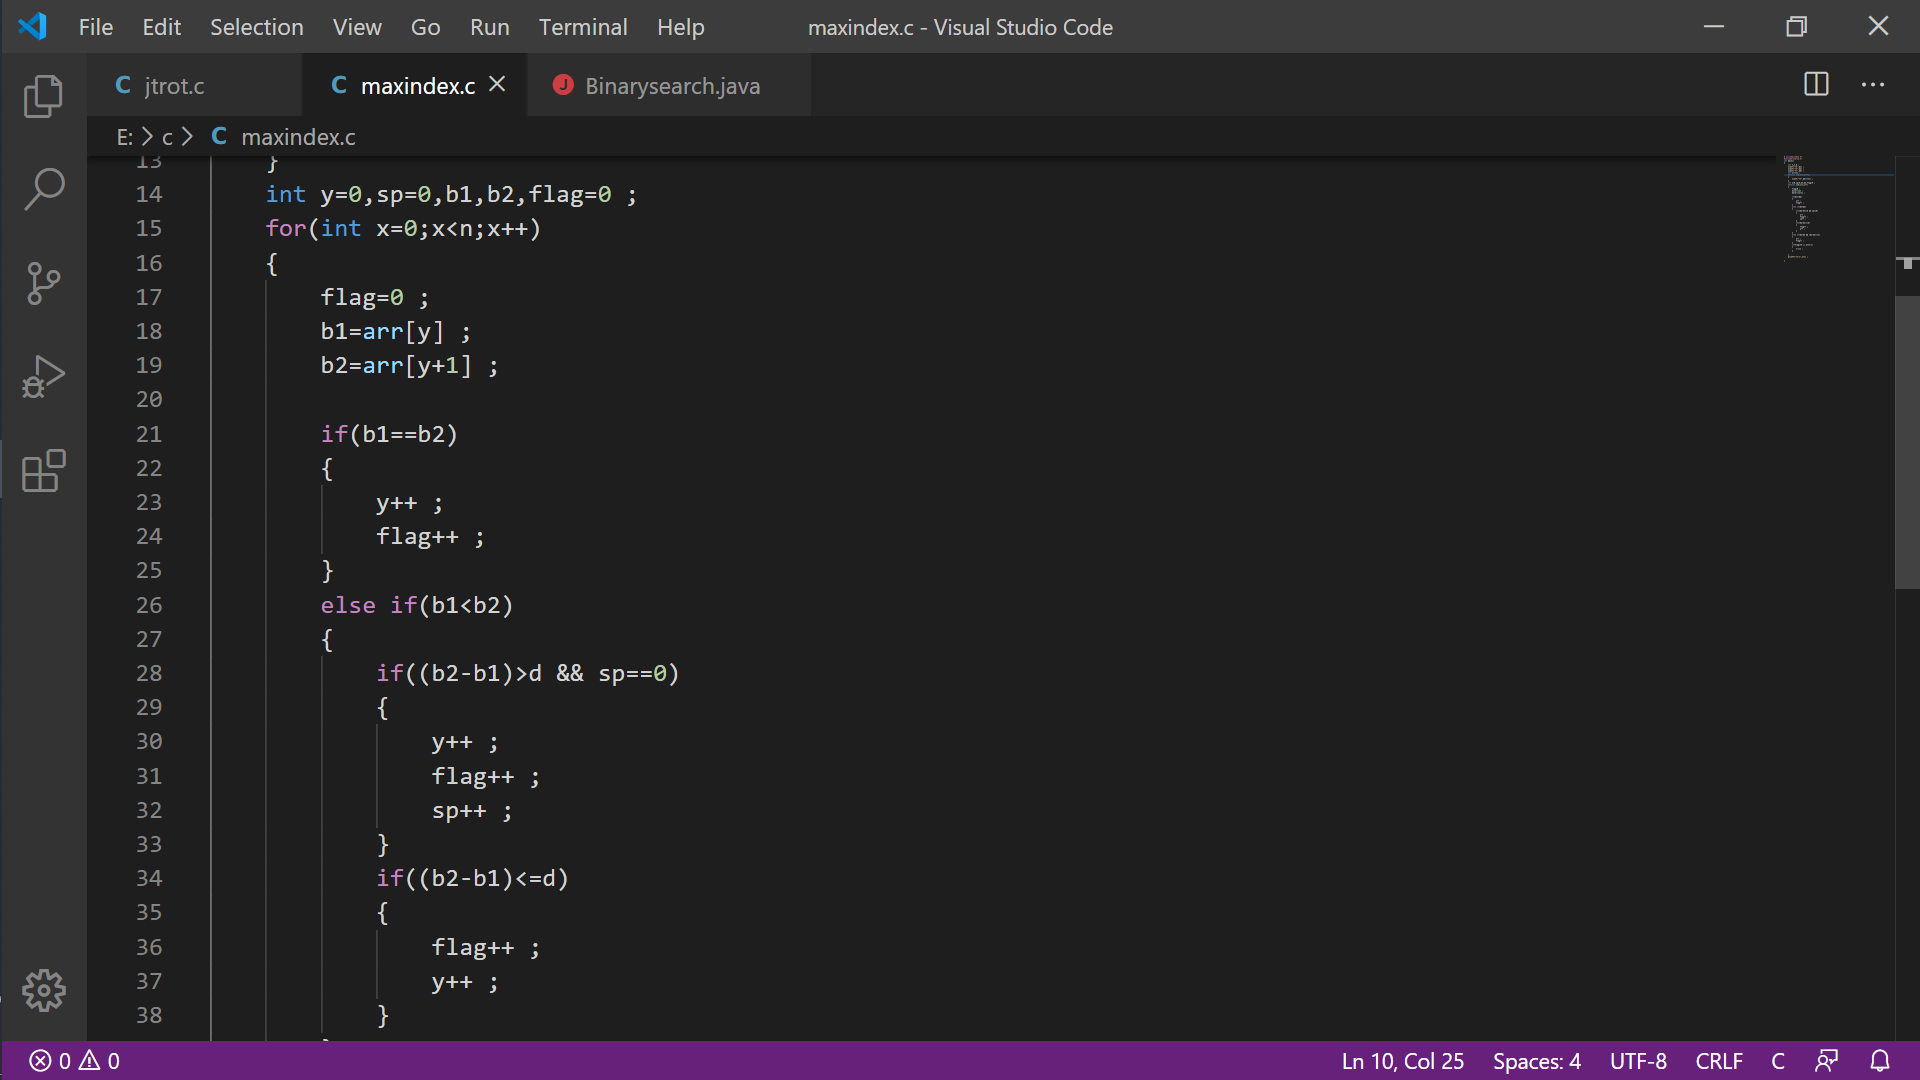 File Edit Selection View Go Run Terminal Help maxindex.c - Visual Studio Code
C jtrot.c C maxindex.c J Binarysearch.java ...
E: > c > C maxindex.c
13 }
14 int y=0,sp=0,b1,b2,flag=0 ;
15 for(int x=0;x<n;x++)
16 {
17 flag=0 ;
18 b1=arr[y] ;
19 b2=arr[y+1] ;
20
21 if(b1==b2)
22 {
23 y++ ;
24 flag++ ;
25 }
26 else if(b1<b2)
27 {
28 if((b2-b1)>d && sp==0)
29 {
30 y++ ;
31 flag++ ;
32 sp++ ;
33 }
34 if((b2-b1)<=d)
35 {
36 flag++ ;
37 y++ ;
38 }
0 0 Ln 10, Col 25 Spaces: 4 UTF-8 CRLF C